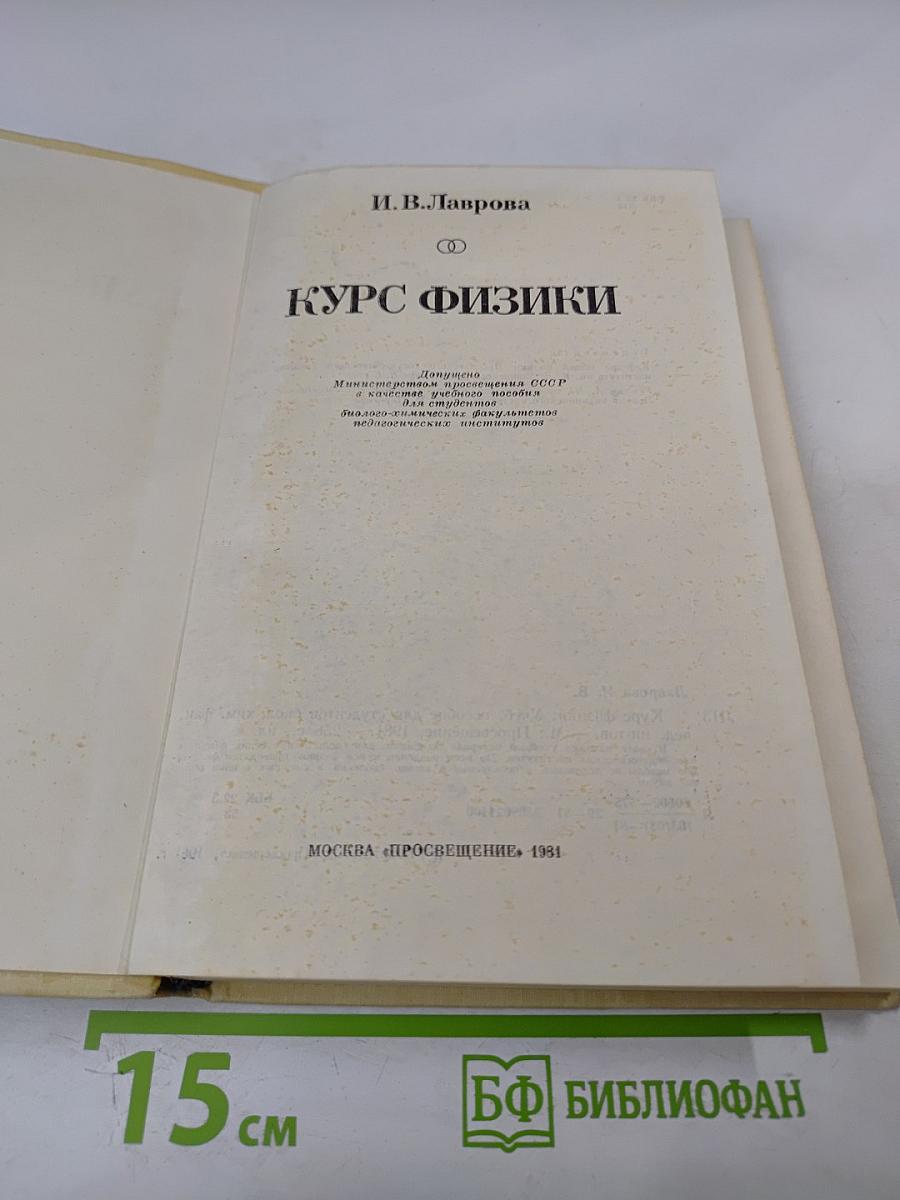 И. В. Лаврова
КУРС ФИЗИКИ
Допущено
Министерством просвещения СССР
в качестве учебного пособия
для студентов
биолого-химических факультетов
педагогических институтов
МОСКВА «ПРОСВЕЩЕНИЕ» 1981
15 см
БФ БИБЛИОФАН